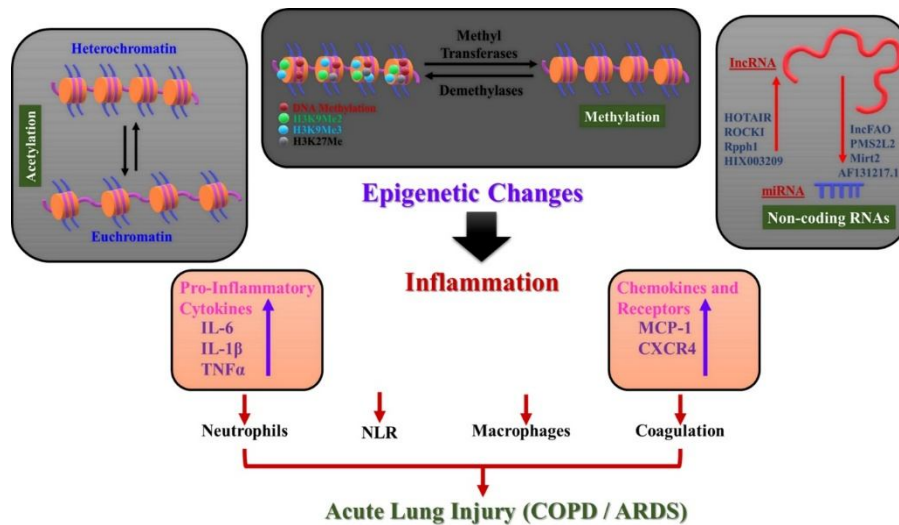 Heterochromatin
Acetylation
Euchromatin
Methyl
Transferases
Demethylases
DNA Methylation
H3K9Me2
H3K9Me3
H3K27Me
Methylation
lncRNA
HOTAIR
ROCKI
Rpph1
HIX003209
lncFAO
PMS2L2
Mirt2
AF131217.1
miRNA
Non-coding RNAs
Epigenetic Changes
Inflammation
Pro-Inflammatory
Cytokines
IL-6
IL-1β
TNFα
Chemokines and
Receptors
MCP-1
CXCR4
Neutrophils
NLR
Macrophages
Coagulation
Acute Lung Injury (COPD / ARDS)